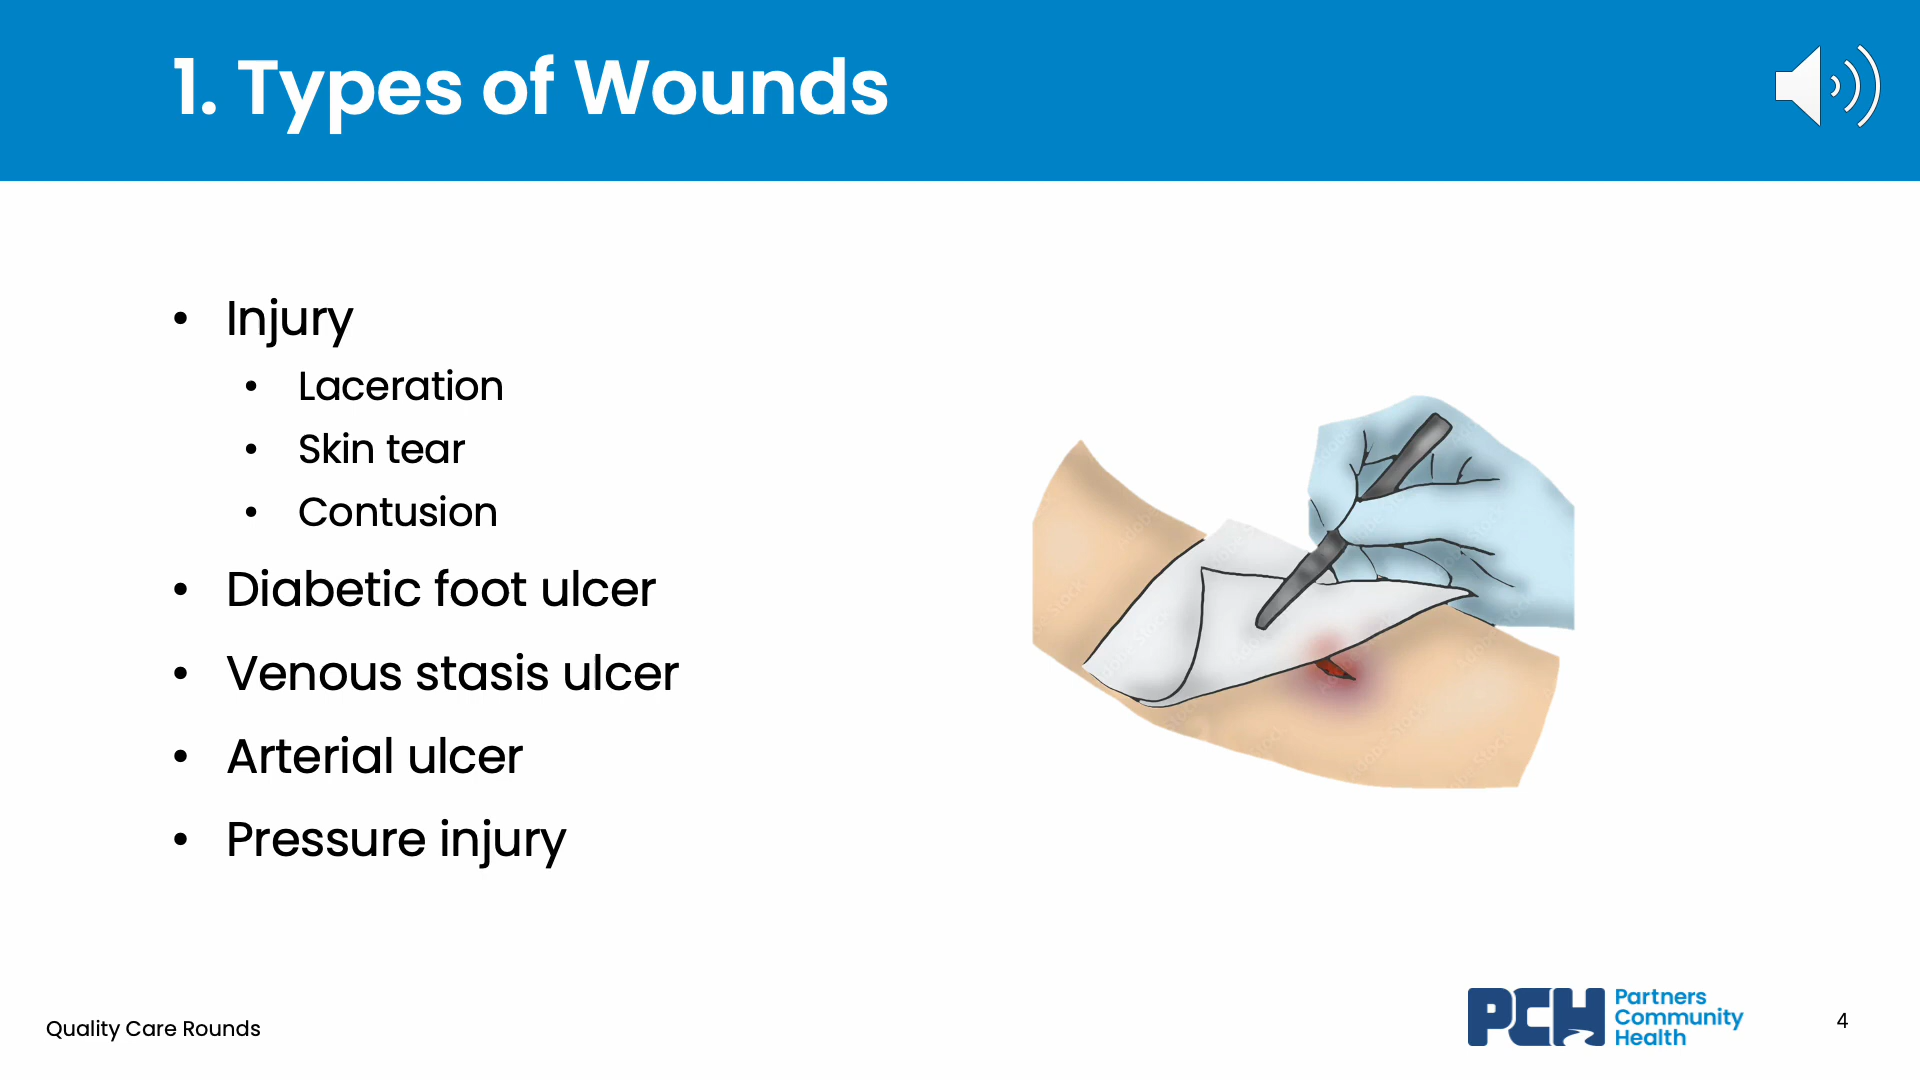 1. Types of Wounds
• Injury
• Laceration
• Skin tear
• Contusion
• Diabetic foot ulcer
• Venous stasis ulcer
• Arterial ulcer
• Pressure injury
Quality Care Rounds
PCH
Partners
Community
Health
4